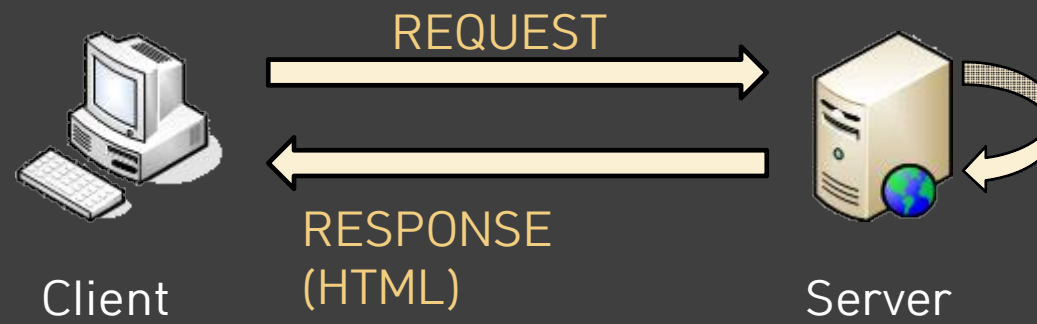 REQUEST
RESPONSE
(HTML)
Client
Server